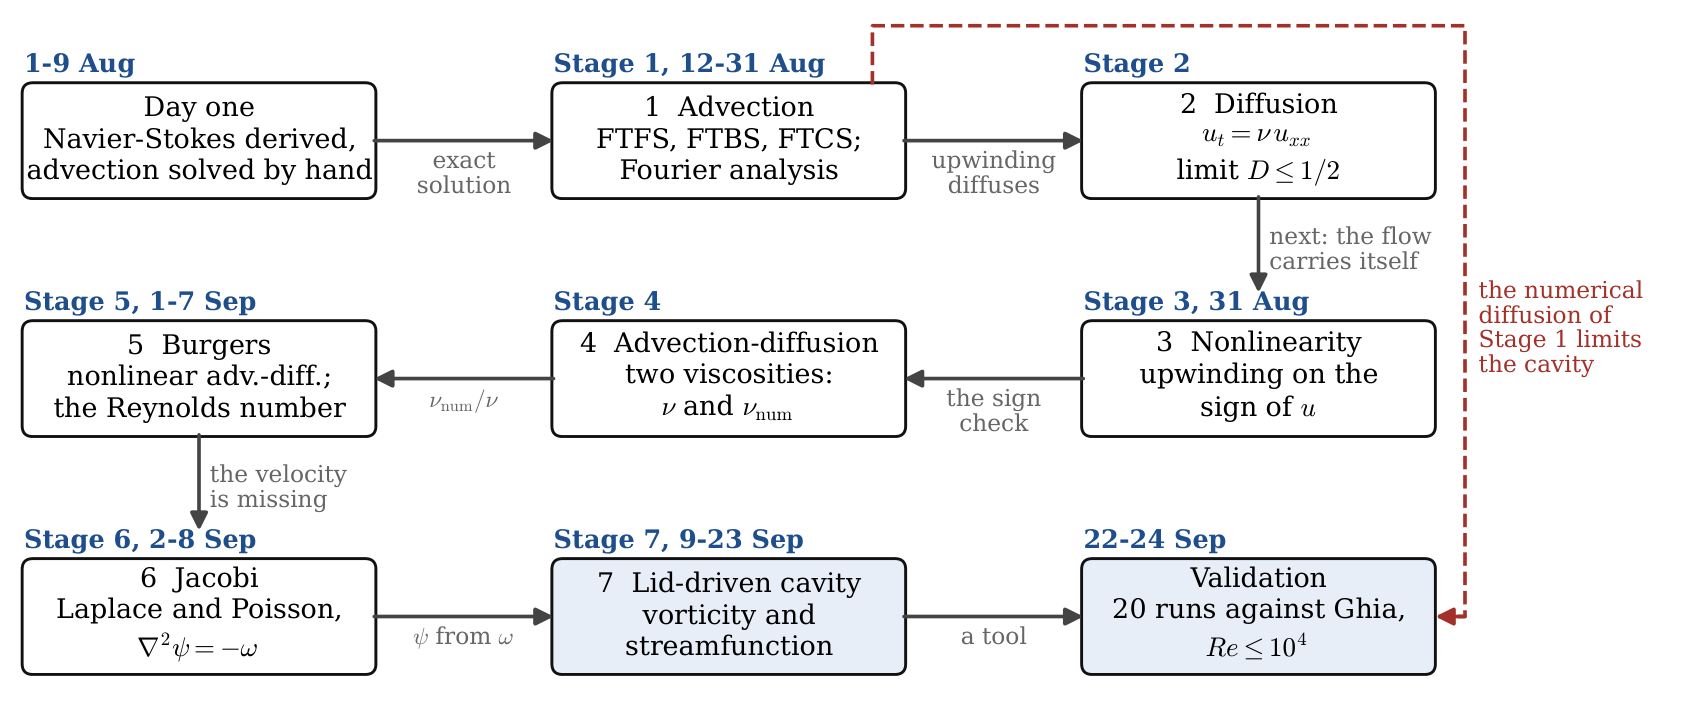 1-9 Aug
Day one
Navier-Stokes derived,
advection solved by hand
exact
solution
Stage 1, 12-31 Aug
1 Advection
FTFS, FTBS, FTCS;
Fourier analysis
upwinding
diffuses
Stage 2
2 Diffusion
u_t = ν u_{xx}
limit D ≤ 1/2
next: the flow
carries itself
Stage 3, 31 Aug
3 Nonlinearity
upwinding on the
sign of u
the sign
check
Stage 4
4 Advection-diffusion
two viscosities:
ν and ν_{num}
ν_{num}/ν
Stage 5, 1-7 Sep
5 Burgers
nonlinear adv.-diff.;
the Reynolds number
the velocity
is missing
Stage 6, 2-8 Sep
6 Jacobi
Laplace and Poisson,
∇²ψ = −ω
ψ from ω
Stage 7, 9-23 Sep
7 Lid-driven cavity
vorticity and
streamfunction
a tool
22-24 Sep
Validation
20 runs against Ghia,
Re ≤ 10⁴
the numerical
diffusion of
Stage 1 limits
the cavity